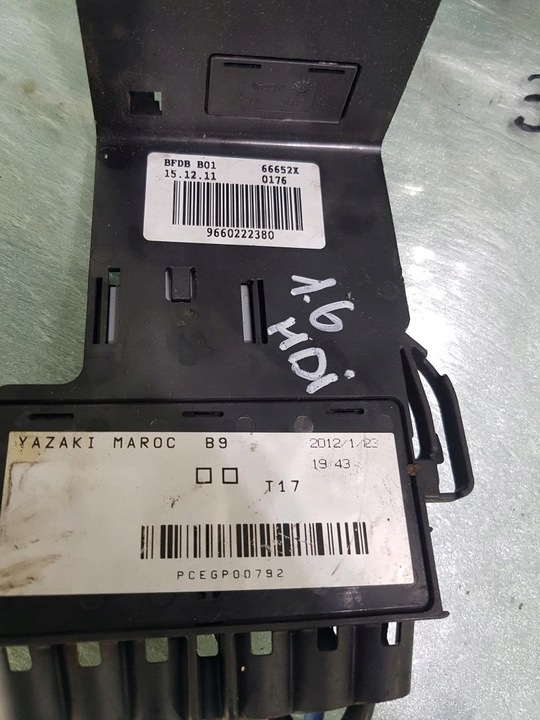 BFDB B01 66652X
15.12.11 0176
9660222380
1.6
HDi
YAZAKI MAROC B9 2012/1/23
19 43
T17
PCEGP00792